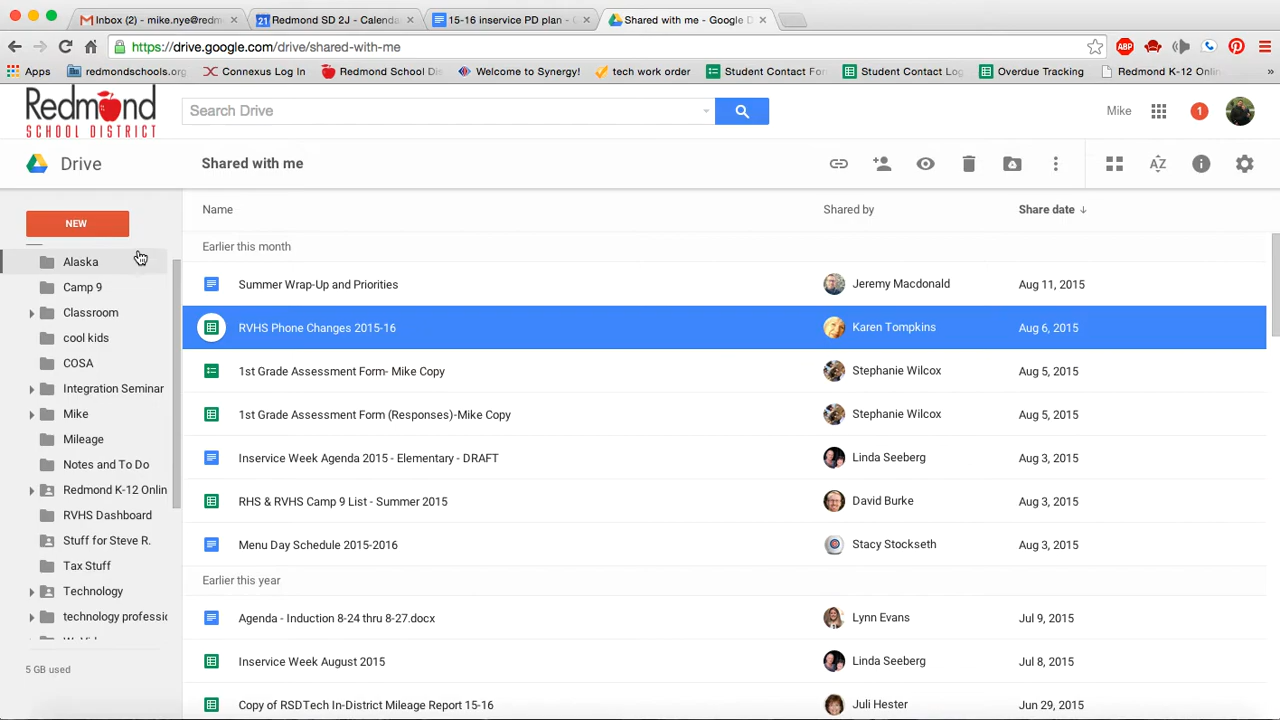 Inbox (2) - mike.nye@redm
21 Redmond SD 2J - Calenda
15-16 inservice PD plan -
Shared with me - Google D
https://drive.google.com/drive/shared-with-me
ABP
Apps
redmondschools.org
Connexus Log In
Redmond School Dis
Welcome to Synergy!
tech work order
Student Contact For
Student Contact Log
Overdue Tracking
Redmond K-12 Onlin
»
Redmond
SCHOOL DISTRICT
Search Drive
Mike
1
Drive
Shared with me
AZ
NEW
Name
Shared by
Share date
Alaska
Camp 9
Classroom
cool kids
COSA
Integration Seminar
Mike
Mileage
Notes and To Do
Redmond K-12 Onlin
RVHS Dashboard
Stuff for Steve R.
Tax Stuff
Technology
technology professio
5 GB used
Earlier this month
Summer Wrap-Up and Priorities Jeremy Macdonald Aug 11, 2015
RVHS Phone Changes 2015-16 Karen Tompkins Aug 6, 2015
1st Grade Assessment Form- Mike Copy Stephanie Wilcox Aug 5, 2015
1st Grade Assessment Form (Responses)-Mike Copy Stephanie Wilcox Aug 5, 2015
Inservice Week Agenda 2015 - Elementary - DRAFT Linda Seeberg Aug 3, 2015
RHS & RVHS Camp 9 List - Summer 2015 David Burke Aug 3, 2015
Menu Day Schedule 2015-2016 Stacy Stockseth Aug 3, 2015
Earlier this year
Agenda - Induction 8-24 thru 8-27.docx Lynn Evans Jul 9, 2015
Inservice Week August 2015 Linda Seeberg Jul 8, 2015
Copy of RSDTech In-District Mileage Report 15-16 Juli Hester Jun 29, 2015